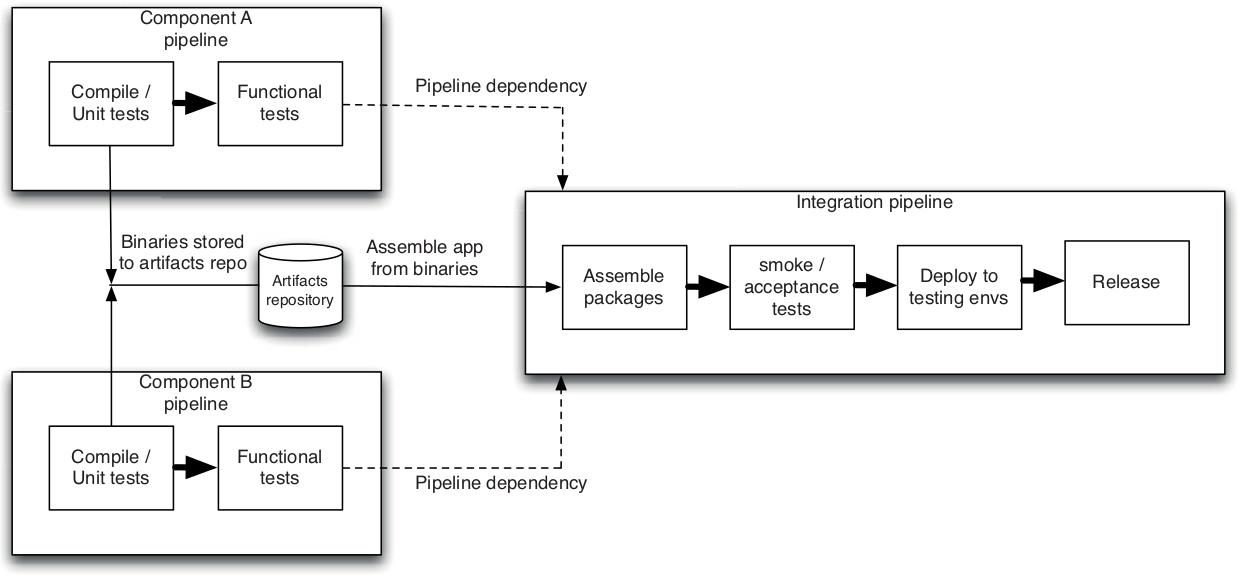 Component A
pipeline
Compile /
Unit tests
Functional
tests
Pipeline dependency
Binaries stored
to artifacts repo
Artifacts
repository
Assemble app
from binaries
Integration pipeline
Assemble
packages
smoke /
acceptance
tests
Deploy to
testing envs
Release
Component B
pipeline
Compile /
Unit tests
Functional
tests
Pipeline dependency